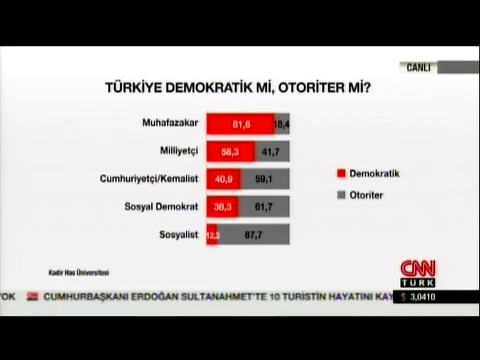 CANLI
TÜRKİYE DEMOKRATİK Mİ, OTORİTER Mİ?
Muhafazakar 81,6 18,4
Milliyetçi 58,3 41,7
Cumhuriyetçi/Kemalist 40,9 59,1
Sosyal Demokrat 38,3 61,7
Sosyalist 12,3 87,7
Demokratik
Otoriter
Kadir Has Üniversitesi
CNN
TÜRK
YOK CUMHURBAŞKANI ERDOĞAN SULTANAHMET'TE 10 TURİSTİN HAYATINI KAY
$ 3,0410